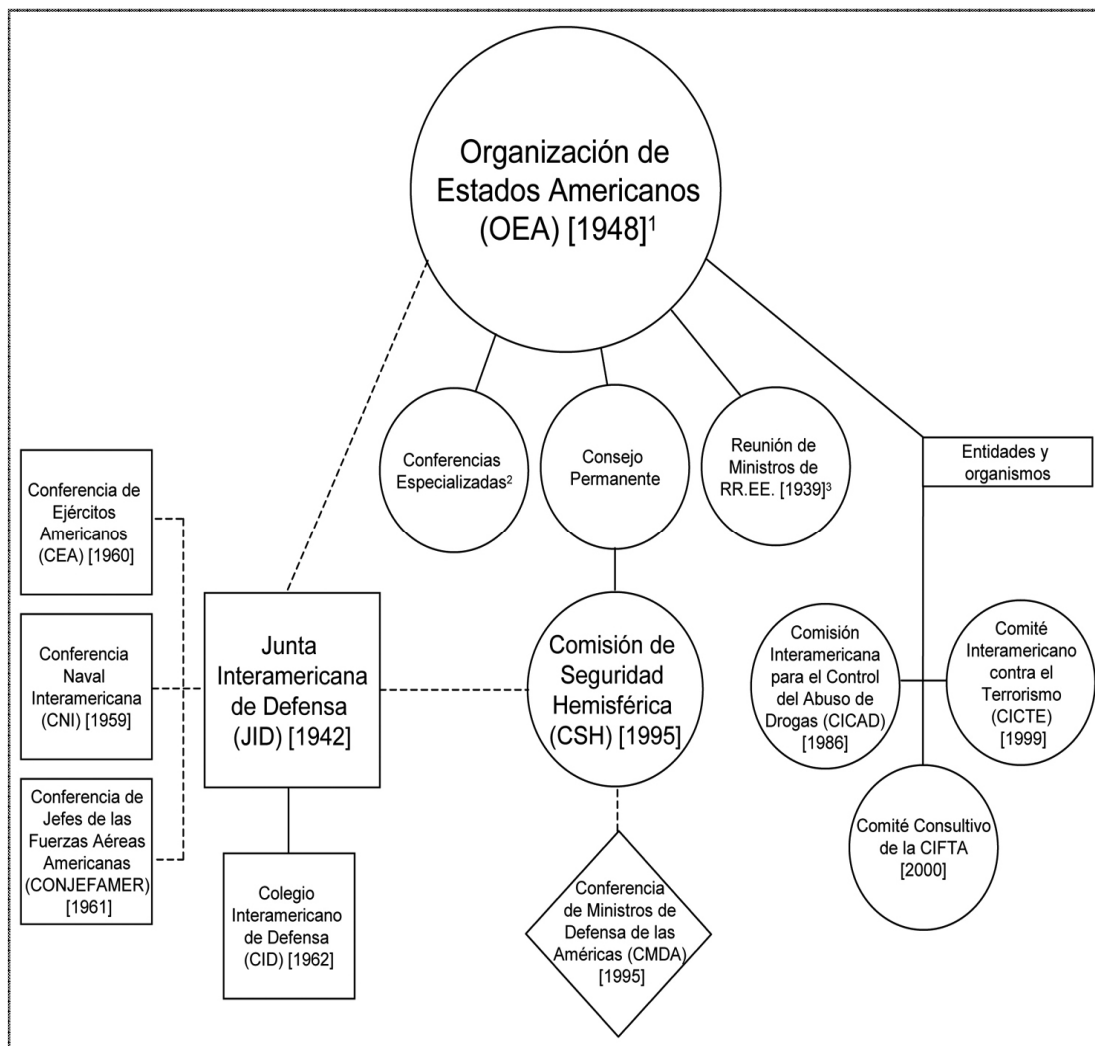 Organización de
Estados Americanos
(OEA) [1948]¹
Conferencias
Especializadas²
Consejo
Permanente
Reunión de
Ministros de
RR.EE. [1939]³
Entidades y
organismos
Conferencia de
Ejércitos
Americanos
(CEA) [1960]
Conferencia
Naval
Interamericana
(CNI) [1959]
Conferencia de
Jefes de las
Fuerzas Aéreas
Americanas
(CONJEFAMER)
[1961]
Junta
Interamericana
de Defensa
(JID) [1942]
Colegio
Interamericano
de Defensa
(CID) [1962]
Comisión de
Seguridad
Hemisférica
(CSH) [1995]
Conferencia
de Ministros de
Defensa de las
Américas (CMDA)
[1995]
Comisión
Interamericana
para el Control
del Abuso de
Drogas (CICAD)
[1986]
Comité
Interamericano
contra el
Terrorismo
(CICTE)
[1999]
Comité Consultivo
de la CIFTA
[2000]